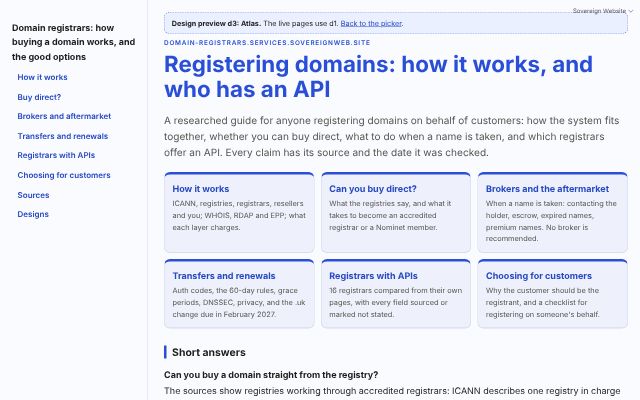 Sovereign Website
Domain registrars: how
buying a domain works, and
the good options
How it works
Buy direct?
Brokers and aftermarket
Transfers and renewals
Registrars with APIs
Choosing for customers
Sources
Designs
Design preview d3: Atlas. The live pages use d1. Back to the picker.
DOMAIN-REGISTRARS.SERVICES.SOVEREIGNWEB.SITE
Registering domains: how it works, and
who has an API
A researched guide for anyone registering domains on behalf of customers: how the system fits
together, whether you can buy direct, what to do when a name is taken, and which registrars
offer an API. Every claim has its source and the date it was checked.
How it works
ICANN, registries, registrars, resellers
and you; WHOIS, RDAP and EPP; what
each layer charges.
Can you buy direct?
What the registries say, and what it
takes to become an accredited
registrar or a Nominet member.
Brokers and the aftermarket
When a name is taken: contacting the
holder, escrow, expired names,
premium names. No broker is
recommended.
Transfers and renewals
Auth codes, the 60-day rules, grace
periods, DNSSEC, privacy, and the .uk
change due in February 2027.
Registrars with APIs
16 registrars compared from their own
pages, with every field sourced or
marked not stated.
Choosing for customers
Why the customer should be the
registrant, and a checklist for
registering on someone's behalf.
Short answers
Can you buy a domain straight from the registry?
The sources show registries working through accredited registrars: ICANN describes one registry in charge